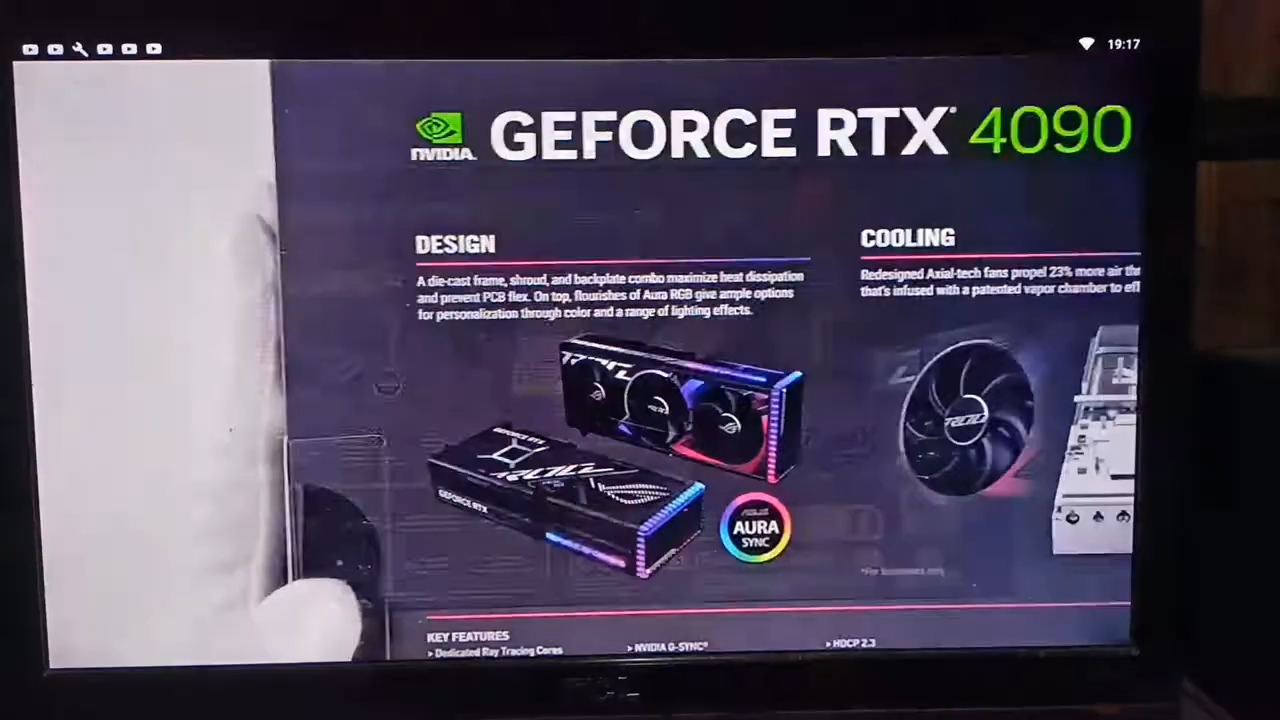 19:17
NVIDIA.
GEFORCE RTX 4090
DESIGN
A die-cast frame, shroud, and backplate combo maximize heat dissipation
and prevent PCB flex. On top, flourishes of Aura RGB give ample options
for personalization through color and a range of lighting effects.
COOLING
Redesigned Axial-tech fans propel 23% more air
that's infused with a patented vapor chamber to
GEFORCE RTX
GEFORCE RTX
AURA
SYNC
KEY FEATURES
> Dedicated Ray Tracing Cores
> NVIDIA G-SYNC®
> HDCP 2.3